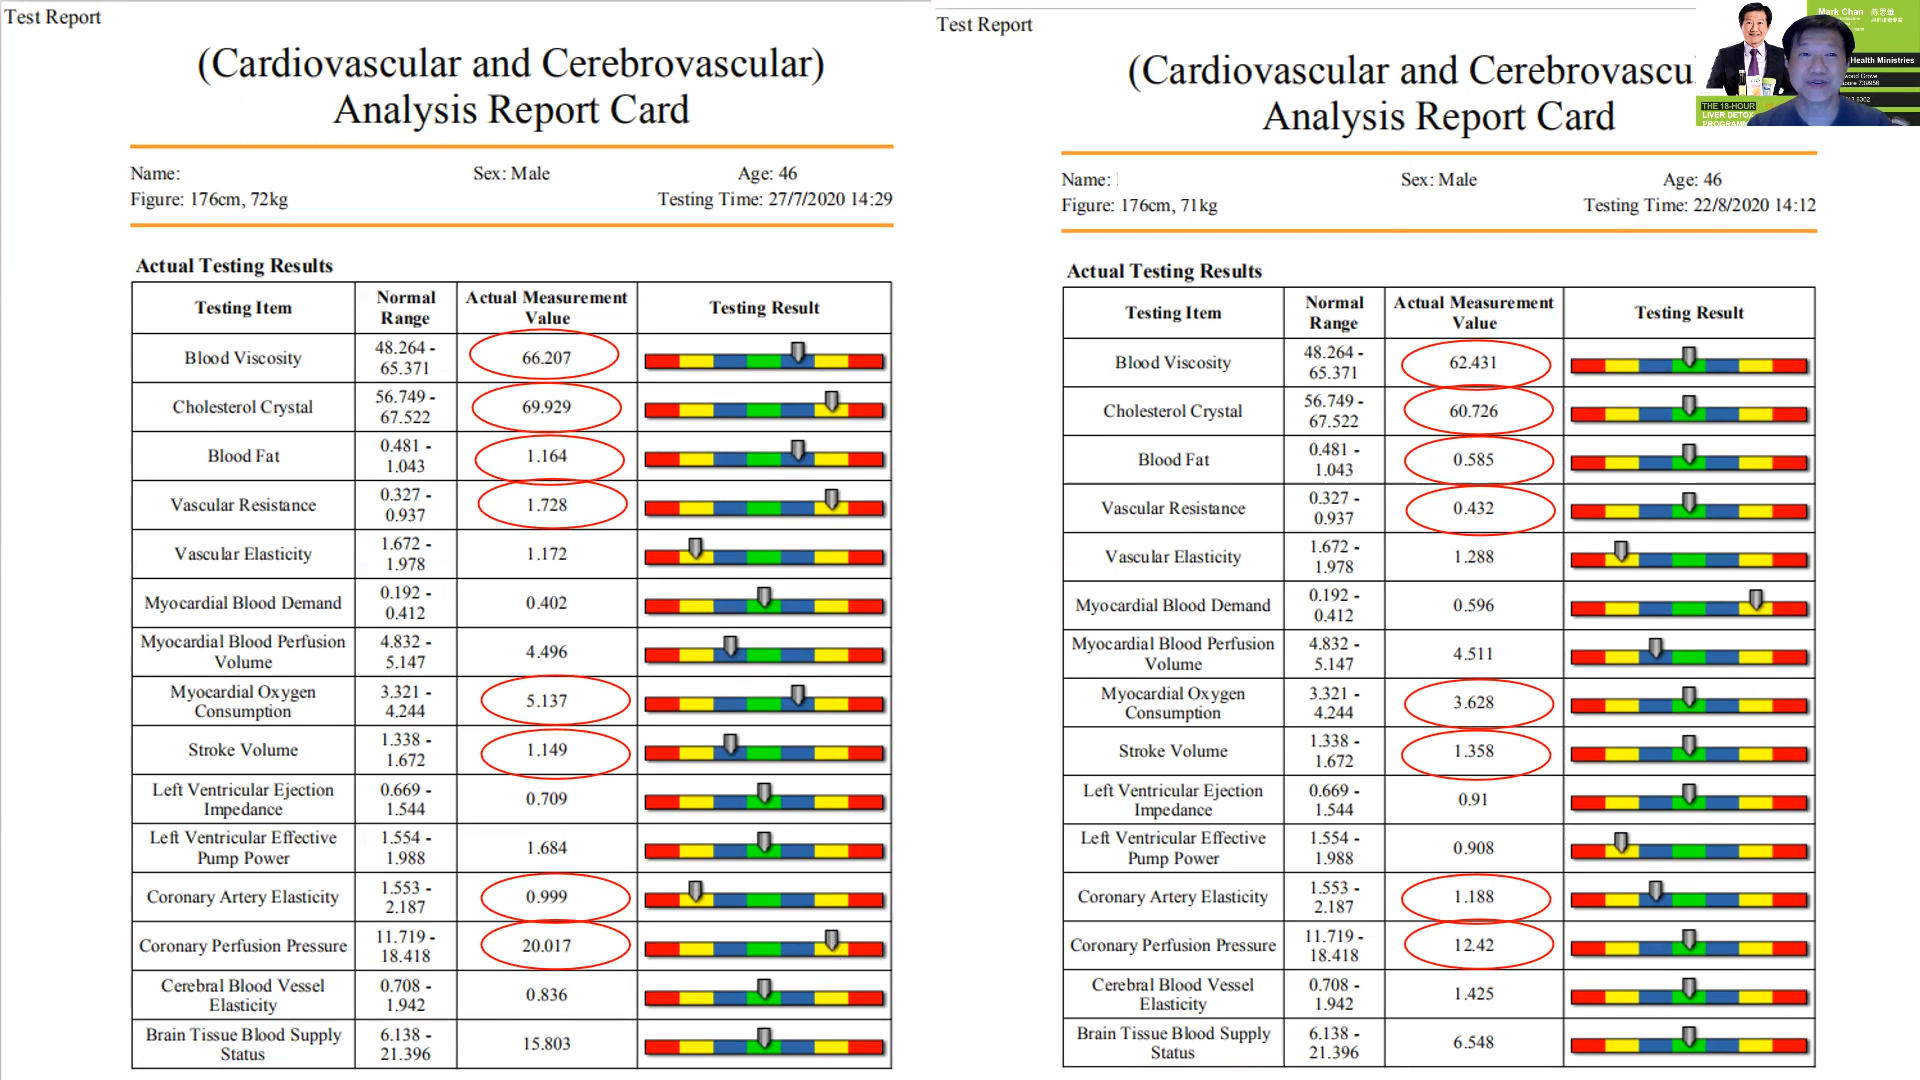 Test Report
(Cardiovascular and Cerebrovascular)
Analysis Report Card
Name:
Sex: Male
Age: 46
Figure: 176cm, 72kg
Testing Time: 27/7/2020 14:29
Actual Testing Results
Testing Item
Normal Range
Actual Measurement Value
Testing Result
Blood Viscosity
48.264 - 65.371
66.207
Cholesterol Crystal
56.749 - 67.522
69.929
Blood Fat
0.481 - 1.043
1.164
Vascular Resistance
0.327 - 0.937
1.728
Vascular Elasticity
1.672 - 1.978
1.172
Myocardial Blood Demand
0.192 - 0.412
0.402
Myocardial Blood Perfusion Volume
4.832 - 5.147
4.496
Myocardial Oxygen Consumption
3.321 - 4.244
5.137
Stroke Volume
1.338 - 1.672
1.149
Left Ventricular Ejection Impedance
0.669 - 1.544
0.709
Left Ventricular Effective Pump Power
1.554 - 1.988
1.684
Coronary Artery Elasticity
1.553 - 2.187
0.999
Coronary Perfusion Pressure
11.719 - 18.418
20.017
Cerebral Blood Vessel Elasticity
0.708 - 1.942
0.836
Brain Tissue Blood Supply Status
6.138 - 21.396
15.803
Test Report
(Cardiovascular and Cerebrovascu
Analysis Report Card
Name:
Sex: Male
Age: 46
Figure: 176cm, 71kg
Testing Time: 22/8/2020 14:12
Actual Testing Results
Testing Item
Normal Range
Actual Measurement Value
Testing Result
Blood Viscosity
48.264 - 65.371
62.431
Cholesterol Crystal
56.749 - 67.522
60.726
Blood Fat
0.481 - 1.043
0.585
Vascular Resistance
0.327 - 0.937
0.432
Vascular Elasticity
1.672 - 1.978
1.288
Myocardial Blood Demand
0.192 - 0.412
0.596
Myocardial Blood Perfusion Volume
4.832 - 5.147
4.511
Myocardial Oxygen Consumption
3.321 - 4.244
3.628
Stroke Volume
1.338 - 1.672
1.358
Left Ventricular Ejection Impedance
0.669 - 1.544
0.91
Left Ventricular Effective Pump Power
1.554 - 1.988
0.908
Coronary Artery Elasticity
1.553 - 2.187
1.188
Coronary Perfusion Pressure
11.719 - 18.418
12.42
Cerebral Blood Vessel Elasticity
0.708 - 1.942
1.425
Brain Tissue Blood Supply Status
6.138 - 21.396
6.548
Mark Chan
Health Ministries
THE 18-HOUR
LIVER DETOX
PROGRAMM